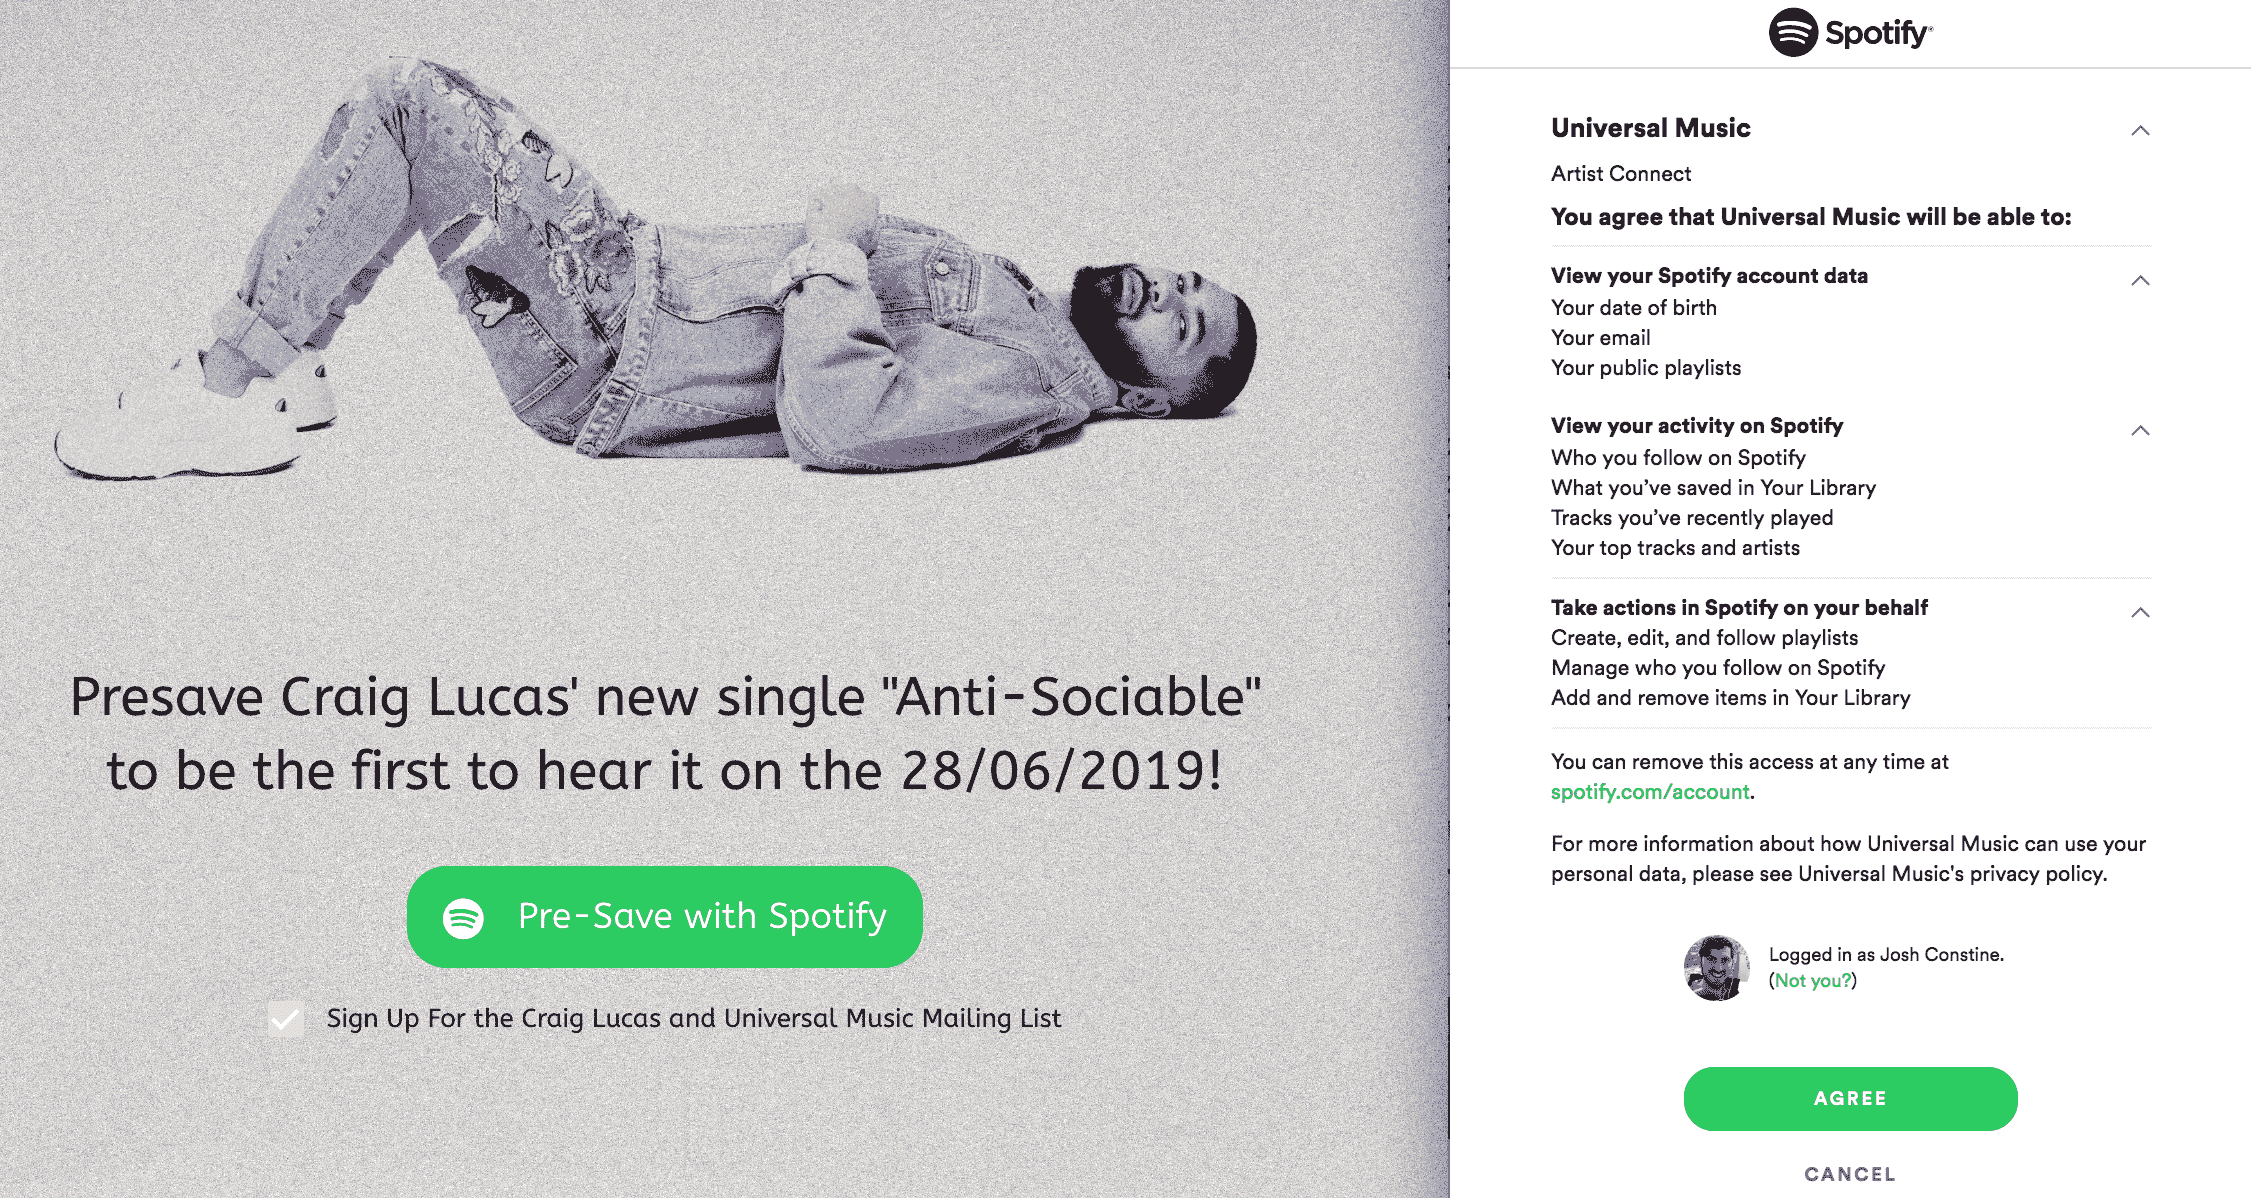 Presave Craig Lucas' new single "Anti-Sociable"
to be the first to hear it on the 28/06/2019!
Pre-Save with Spotify
Sign Up For the Craig Lucas and Universal Music Mailing List
Spotify®
Universal Music
Artist Connect
You agree that Universal Music will be able to:
View your Spotify account data
Your date of birth
Your email
Your public playlists
View your activity on Spotify
Who you follow on Spotify
What you’ve saved in Your Library
Tracks you’ve recently played
Your top tracks and artists
Take actions in Spotify on your behalf
Create, edit, and follow playlists
Manage who you follow on Spotify
Add and remove items in Your Library
You can remove this access at any time at
spotify.com/account.
For more information about how Universal Music can use your
personal data, please see Universal Music's privacy policy.
Logged in as Josh Constine.
(Not you?)
AGREE
CANCEL